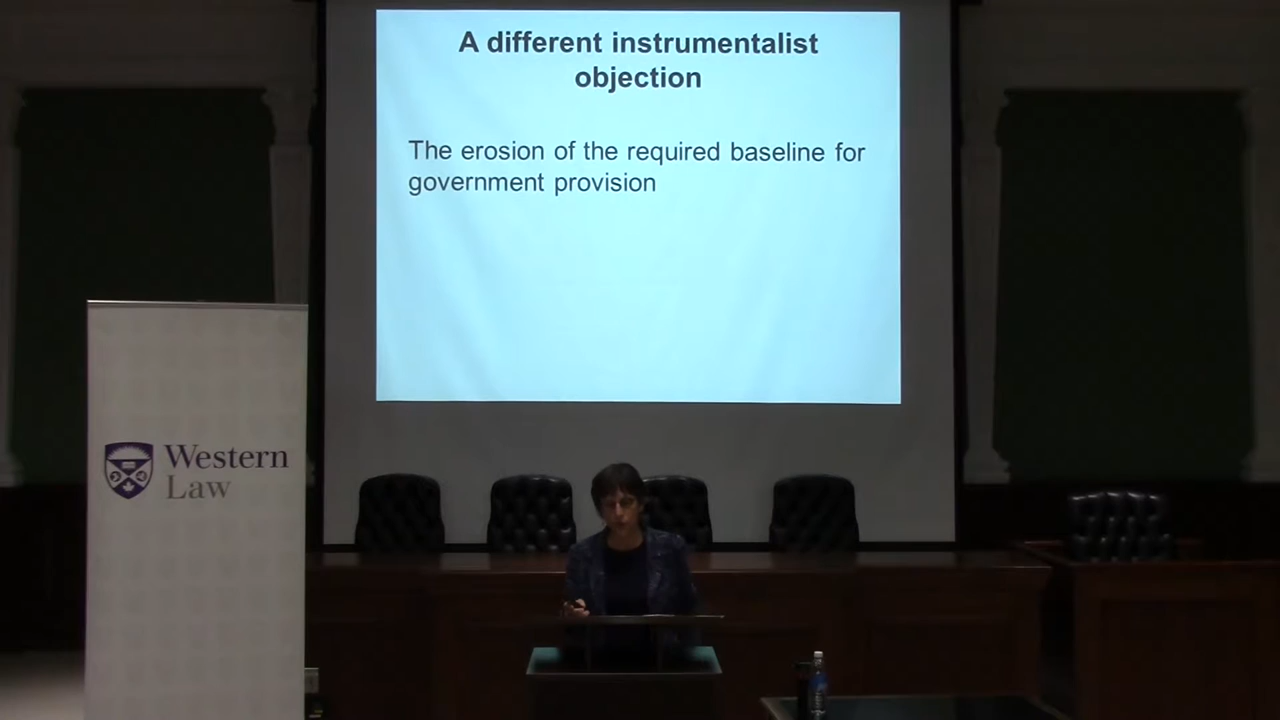 A different instrumentalist
objection
The erosion of the required baseline for
government provision
Western
Law